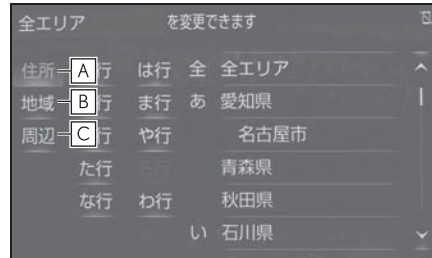 全エリア を変更できます
住所 A 行 は行 全 全エリア
地域 B 行 ま行 あ 愛知県
周辺 C 行 や行 名古屋市
た行 ら行 青森県
な行 わ行 秋田県
い 石川県